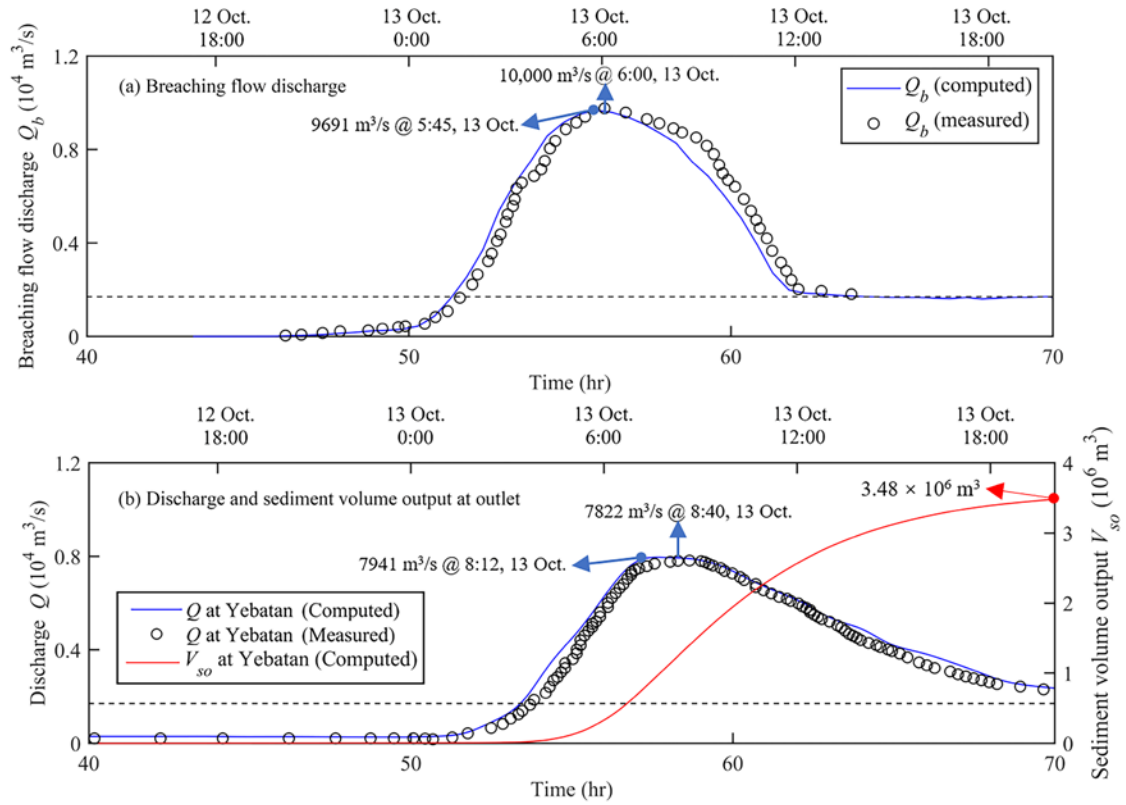 12 Oct. 13 Oct. 13 Oct. 13 Oct. 13 Oct.
18:00 0:00 6:00 12:00 18:00
1.2
(a) Breaching flow discharge
10,000 m³/s @ 6:00, 13 Oct.
9691 m³/s @ 5:45, 13 Oct.
Q_b (computed)
Q_b (measured)
0.8
0.4
0
Breaching flow discharge Q_b (10⁴ m³/s)
40 50 60 70
Time (hr)
12 Oct. 13 Oct. 13 Oct. 13 Oct. 13 Oct.
18:00 0:00 6:00 12:00 18:00
1.2 4
(b) Discharge and sediment volume output at outlet
3.48 × 10⁶ m³
7822 m³/s @ 8:40, 13 Oct.
7941 m³/s @ 8:12, 13 Oct.
3
0.8
Q at Yebatan (Computed)
Q at Yebatan (Measured)
V_so at Yebatan (Computed)
2
0.4
1
0 0
Discharge Q (10⁴ m³/s)
Sediment volume output V_so (10⁶ m³)
40 50 60 70
Time (hr)